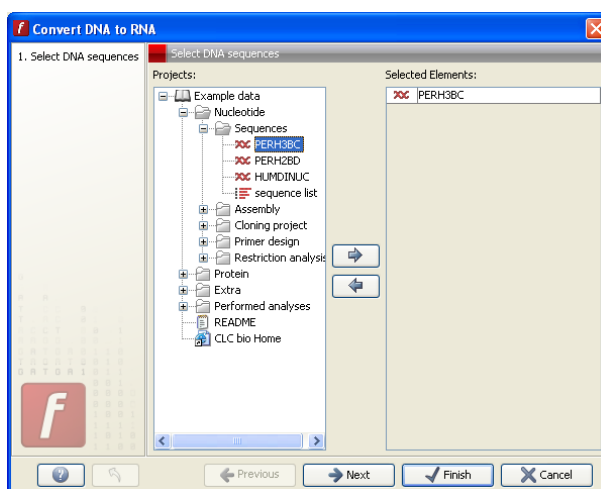 f Convert DNA to RNA
1. Select DNA sequences
Select DNA sequences
Projects:
Example data
Nucleotide
Sequences
PERH3BC
PERH2BD
HUMDINUC
sequence list
Assembly
Cloning project
Primer design
Restriction analysis
Protein
Extra
Performed analyses
README
CLC bio Home
Selected Elements:
PERH3BC
f
? Previous Next Finish Cancel